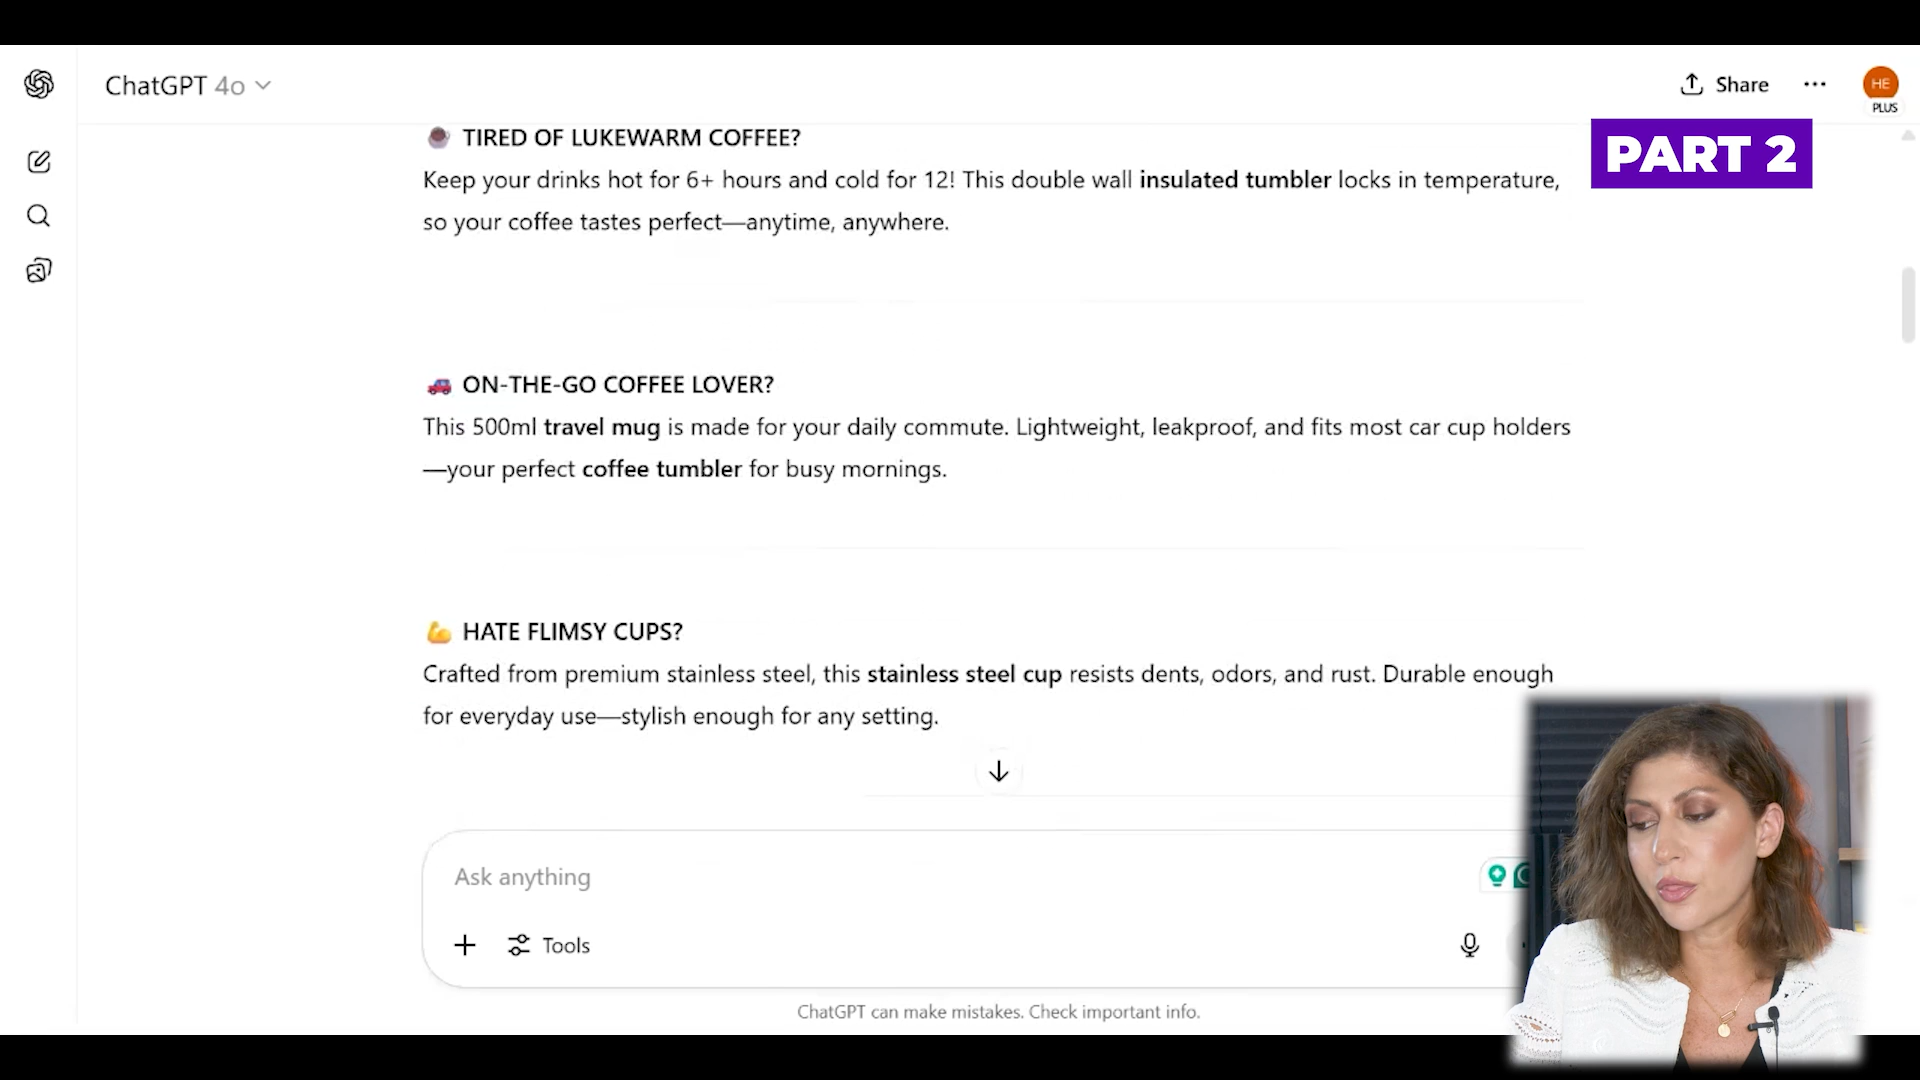 ChatGPT 4o
Share
HE
PLUS
PART 2
TIRED OF LUKEWARM COFFEE?
Keep your drinks hot for 6+ hours and cold for 12! This double wall insulated tumbler locks in temperature,
so your coffee tastes perfect—anytime, anywhere.
ON-THE-GO COFFEE LOVER?
This 500ml travel mug is made for your daily commute. Lightweight, leakproof, and fits most car cup holders
—your perfect coffee tumbler for busy mornings.
HATE FLIMSY CUPS?
Crafted from premium stainless steel, this stainless steel cup resists dents, odors, and rust. Durable enough
for everyday use—stylish enough for any setting.
Ask anything
Tools
ChatGPT can make mistakes. Check important info.